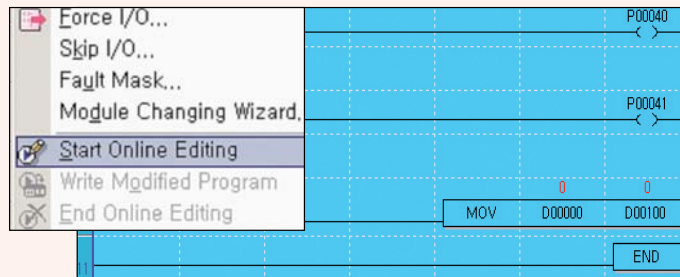 Force I/O...
Skip I/O...
Fault Mask...
Module Changing Wizard.
Start Online Editing
Write Modified Program
End Online Editing
P00040
P00041
0 0
MOV D00000 D00100
END